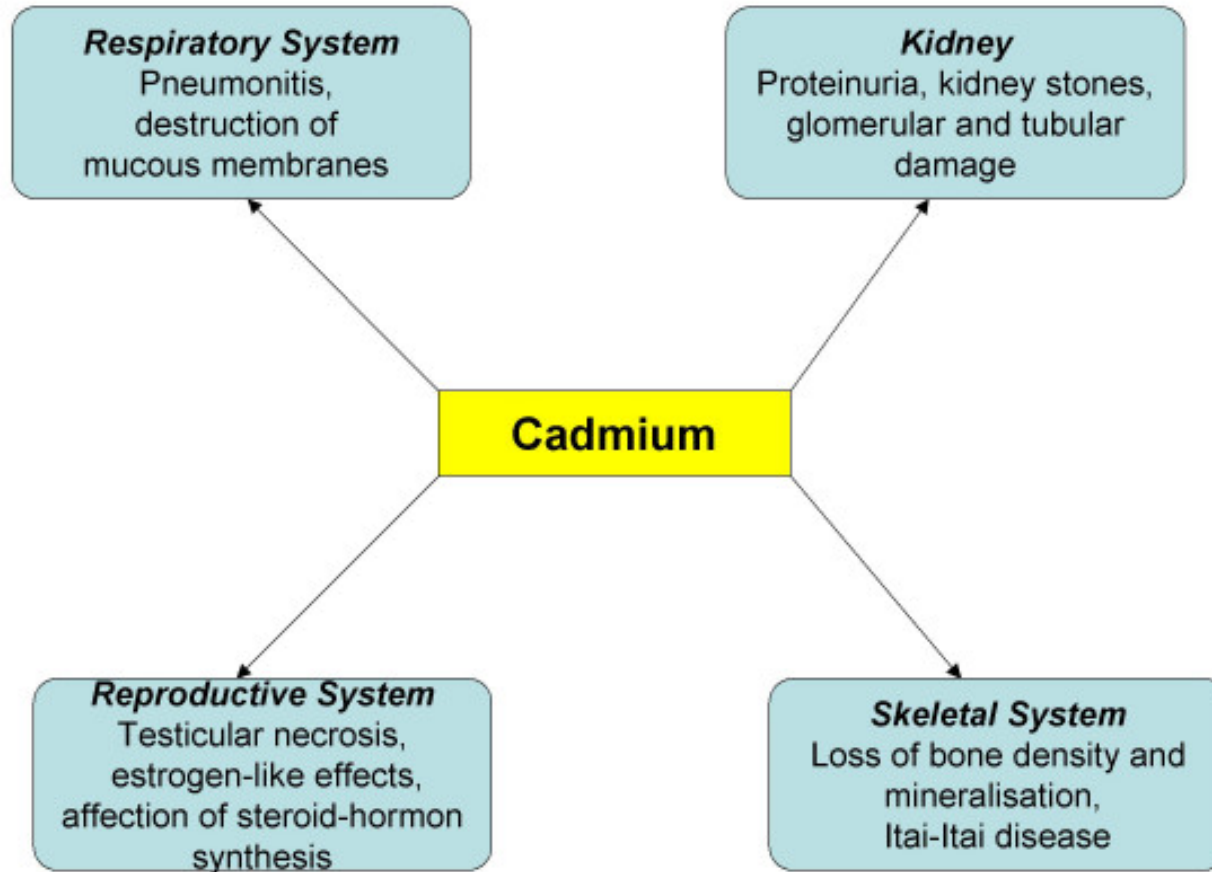 Respiratory System
Pneumonitis,
destruction of
mucous membranes
Kidney
Proteinuria, kidney stones,
glomerular and tubular
damage
Cadmium
Reproductive System
Testicular necrosis,
estrogen-like effects,
affection of steroid-hormon
synthesis
Skeletal System
Loss of bone density and
mineralisation,
Itai-Itai disease